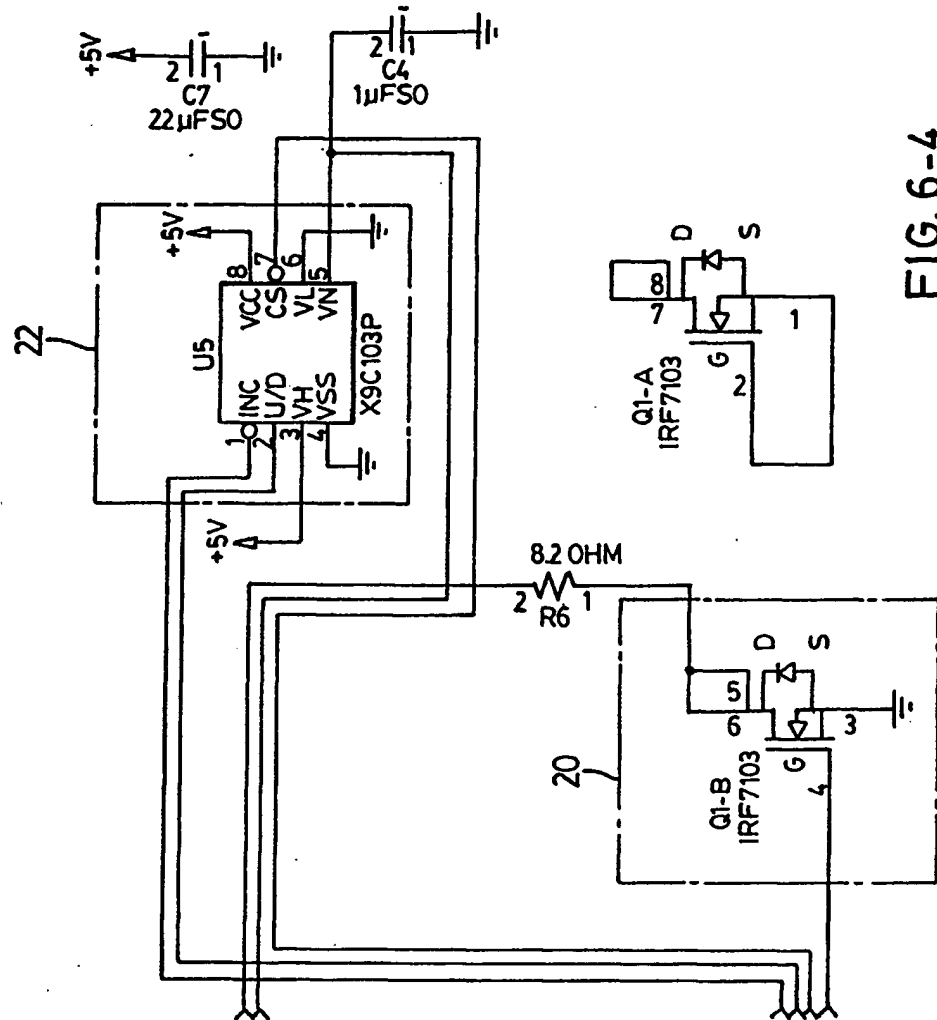 +5V
2
1
C7
22µFSO
2
1
C4
1µFSO
22
+5V
U5
1 INC
2 U/D
3 VH
4 VSS
VCC 8
CS 7
VL 6
VN 5
X9C103P
+5V
8.2 OHM
2
1
R6
20
Q1-B
IRF7103
5
6
D
S
G
3
4
Q1-A
IRF7103
8
7
D
S
G
2
1
FIG. 6-4